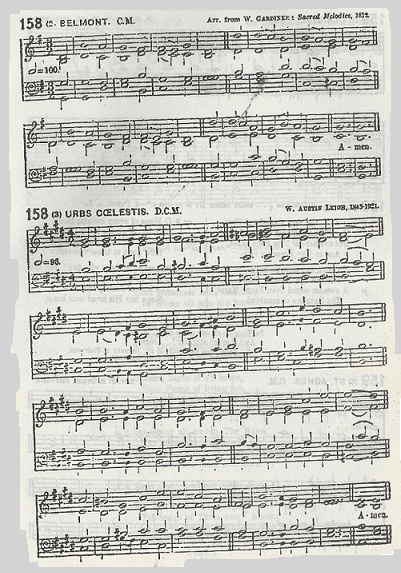 158 (2) BELMONT. C.M. Arr. from W. GARDINER: Sacred Melodies, 1812.
=100.
A - men.
158 (3) URBS CŒLESTIS. D.C.M. W. AUSTIN LEIGH, 1843-1921.
=96.
A - men.